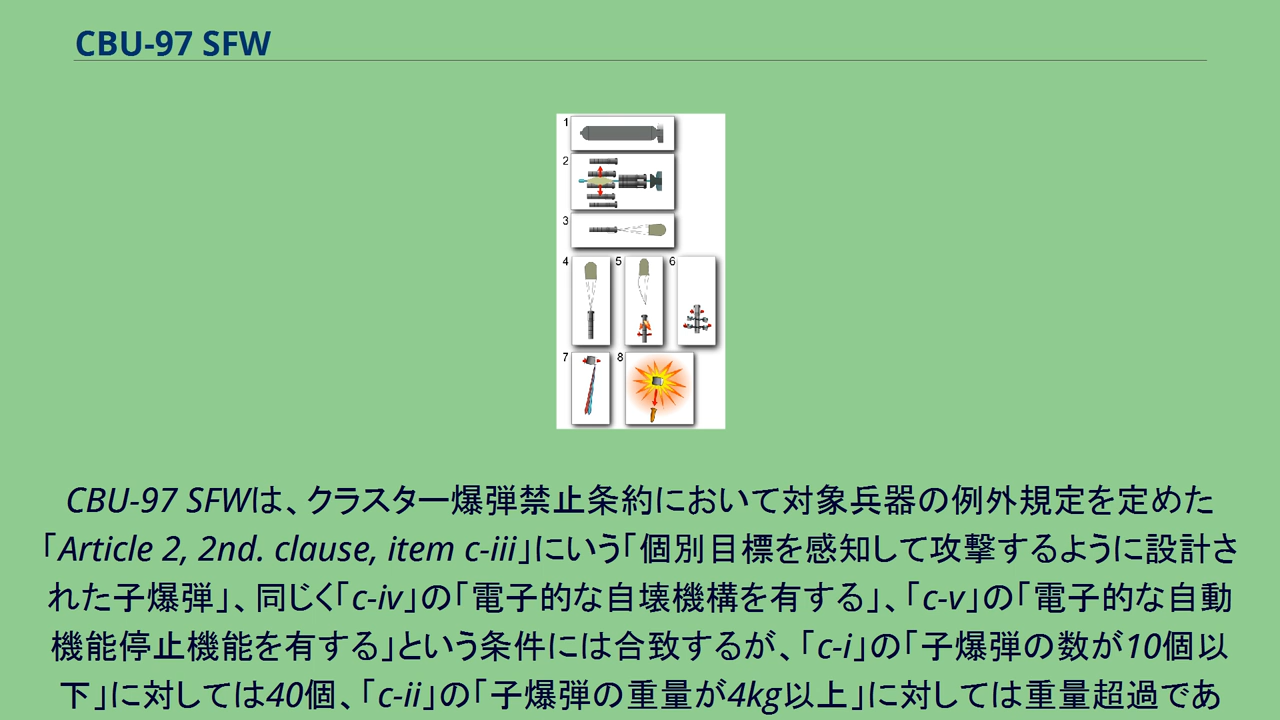 CBU-97 SFW
1
2
3
4 5 6
7 8
CBU-97 SFWは、クラスター爆弾禁止条約において対象兵器の例外規定を定めた
「Article 2, 2nd. clause, item c-iii」にいう「個別目標を感知して攻撃するように設計さ
れた子爆弾」、同じく「c-iv」の「電子的な自壊機構を有する」、「c-v」の「電子的な自動
機能停止機能を有する」という条件には合致するが、「c-i」の「子爆弾の数が10個以
下」に対しては40個、「c-ii」の「子爆弾の重量が4kg以上」に対しては重量超過であ